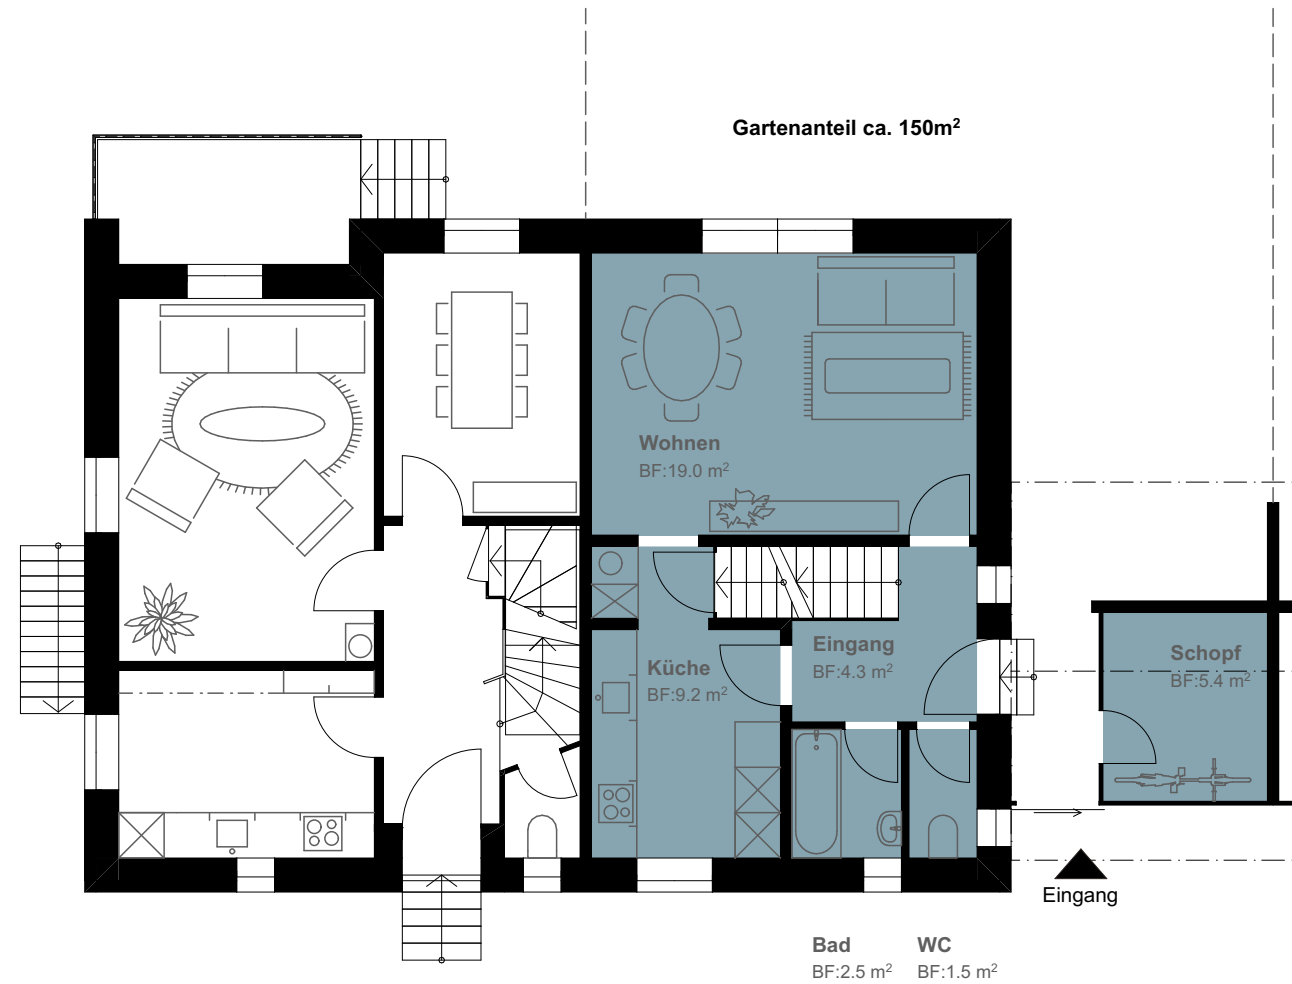 Gartenanteil ca. 150m²
Wohnen
BF:19.0 m²
Eingang
BF:4.3 m²
Küche
BF:9.2 m²
Schopf
BF:5.4 m²
Eingang
Bad
BF:2.5 m²
WC
BF:1.5 m²